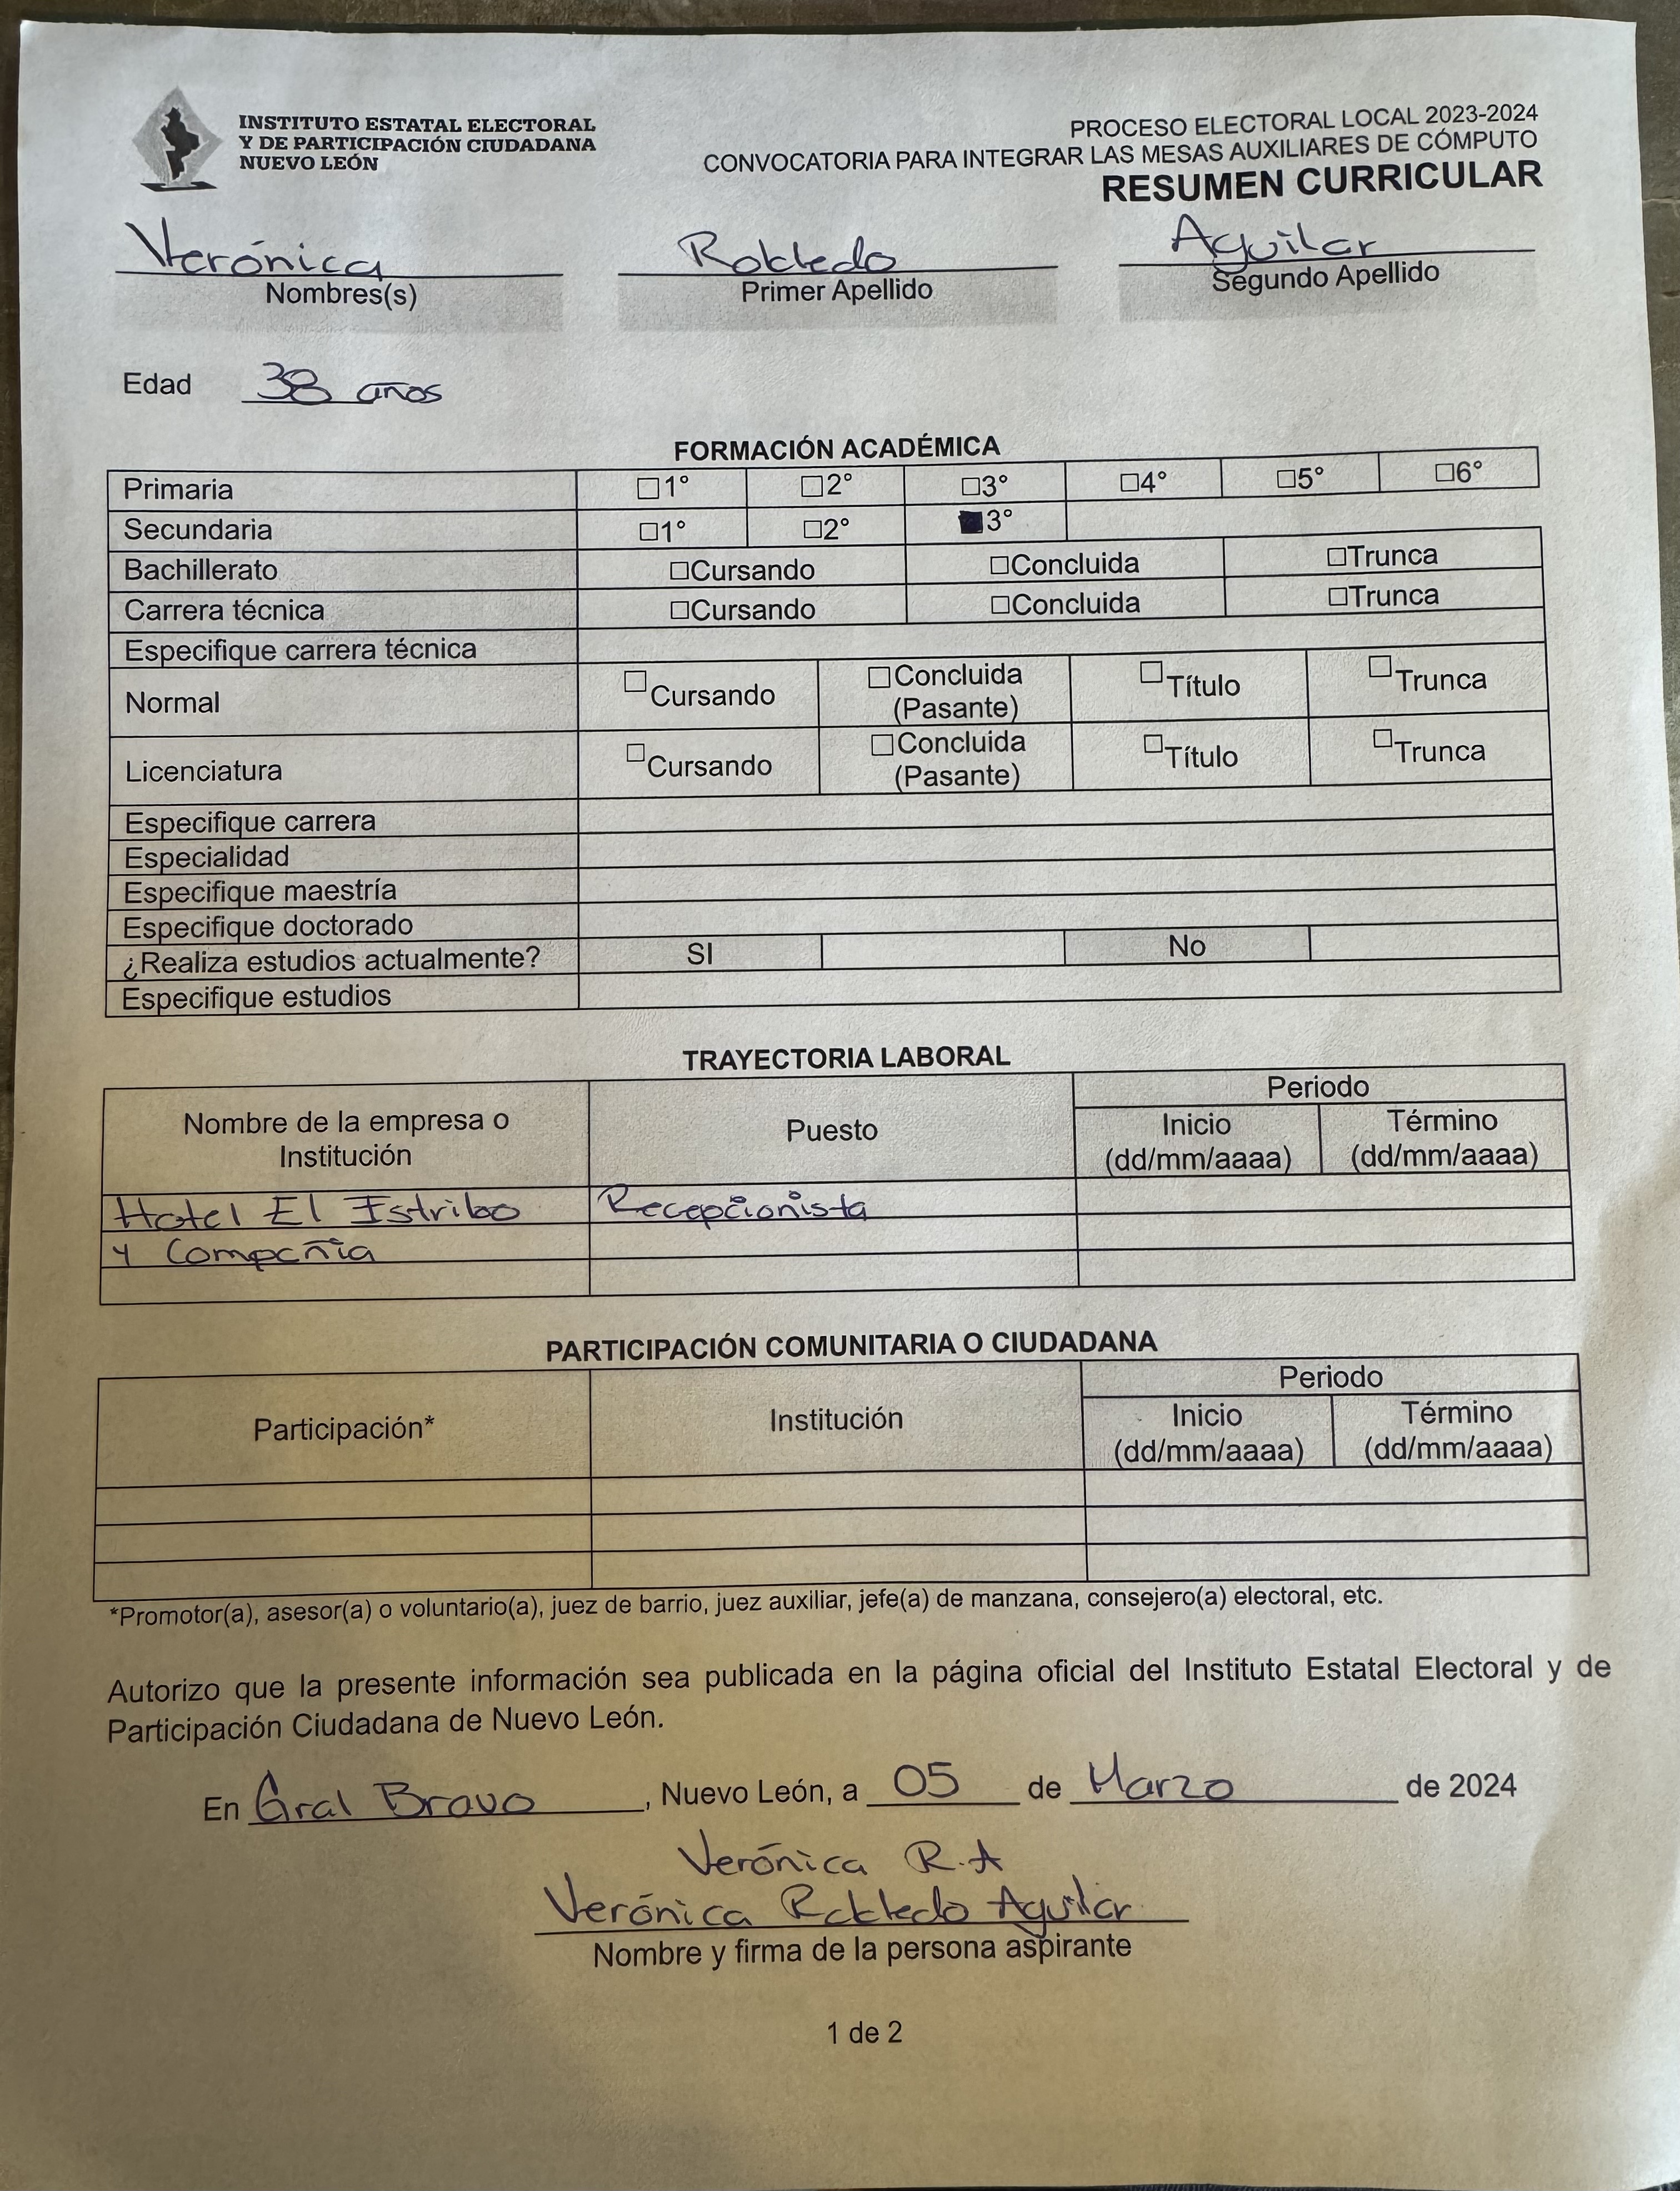 INSTITUTO ESTATAL ELECTORAL
Y DE PARTICIPACIÓN CIUDADANA
NUEVO LEÓN
PROCESO ELECTORAL LOCAL 2023-2024
CONVOCATORIA PARA INTEGRAR LAS MESAS AUXILIARES DE CÓMPUTO
RESUMEN CURRICULAR
Verónica Robledo Aguilar
Nombres(s) Primer Apellido Segundo Apellido
Edad 38 años
FORMACIÓN ACADÉMICA
Primaria ☐1° ☐2° ☐3° ☐4° ☐5° ☐6°
Secundaria ☐1° ☐2° ■3°
Bachillerato ☐Cursando ☐Concluida ☐Trunca
Carrera técnica ☐Cursando ☐Concluida ☐Trunca
Especifique carrera técnica
Normal ☐Cursando ☐Concluida (Pasante) ☐Título ☐Trunca
Licenciatura ☐Cursando ☐Concluida (Pasante) ☐Título ☐Trunca
Especifique carrera
Especialidad
Especifique maestría
Especifique doctorado
¿Realiza estudios actualmente? SI No
Especifique estudios
TRAYECTORIA LABORAL
Nombre de la empresa o Institución Puesto Periodo
Inicio (dd/mm/aaaa) Término (dd/mm/aaaa)
Hotel El Estribo Recepcionista
y Compañia
PARTICIPACIÓN COMUNITARIA O CIUDADANA
Participación* Institución Periodo
Inicio (dd/mm/aaaa) Término (dd/mm/aaaa)
*Promotor(a), asesor(a) o voluntario(a), juez de barrio, juez auxiliar, jefe(a) de manzana, consejero(a) electoral, etc.
Autorizo que la presente información sea publicada en la página oficial del Instituto Estatal Electoral y de
Participación Ciudadana de Nuevo León.
En Gral Bravo, Nuevo León, a 05 de Marzo de 2024
Verónica R.A
Verónica Robledo Aguilar
Nombre y firma de la persona aspirante
1 de 2